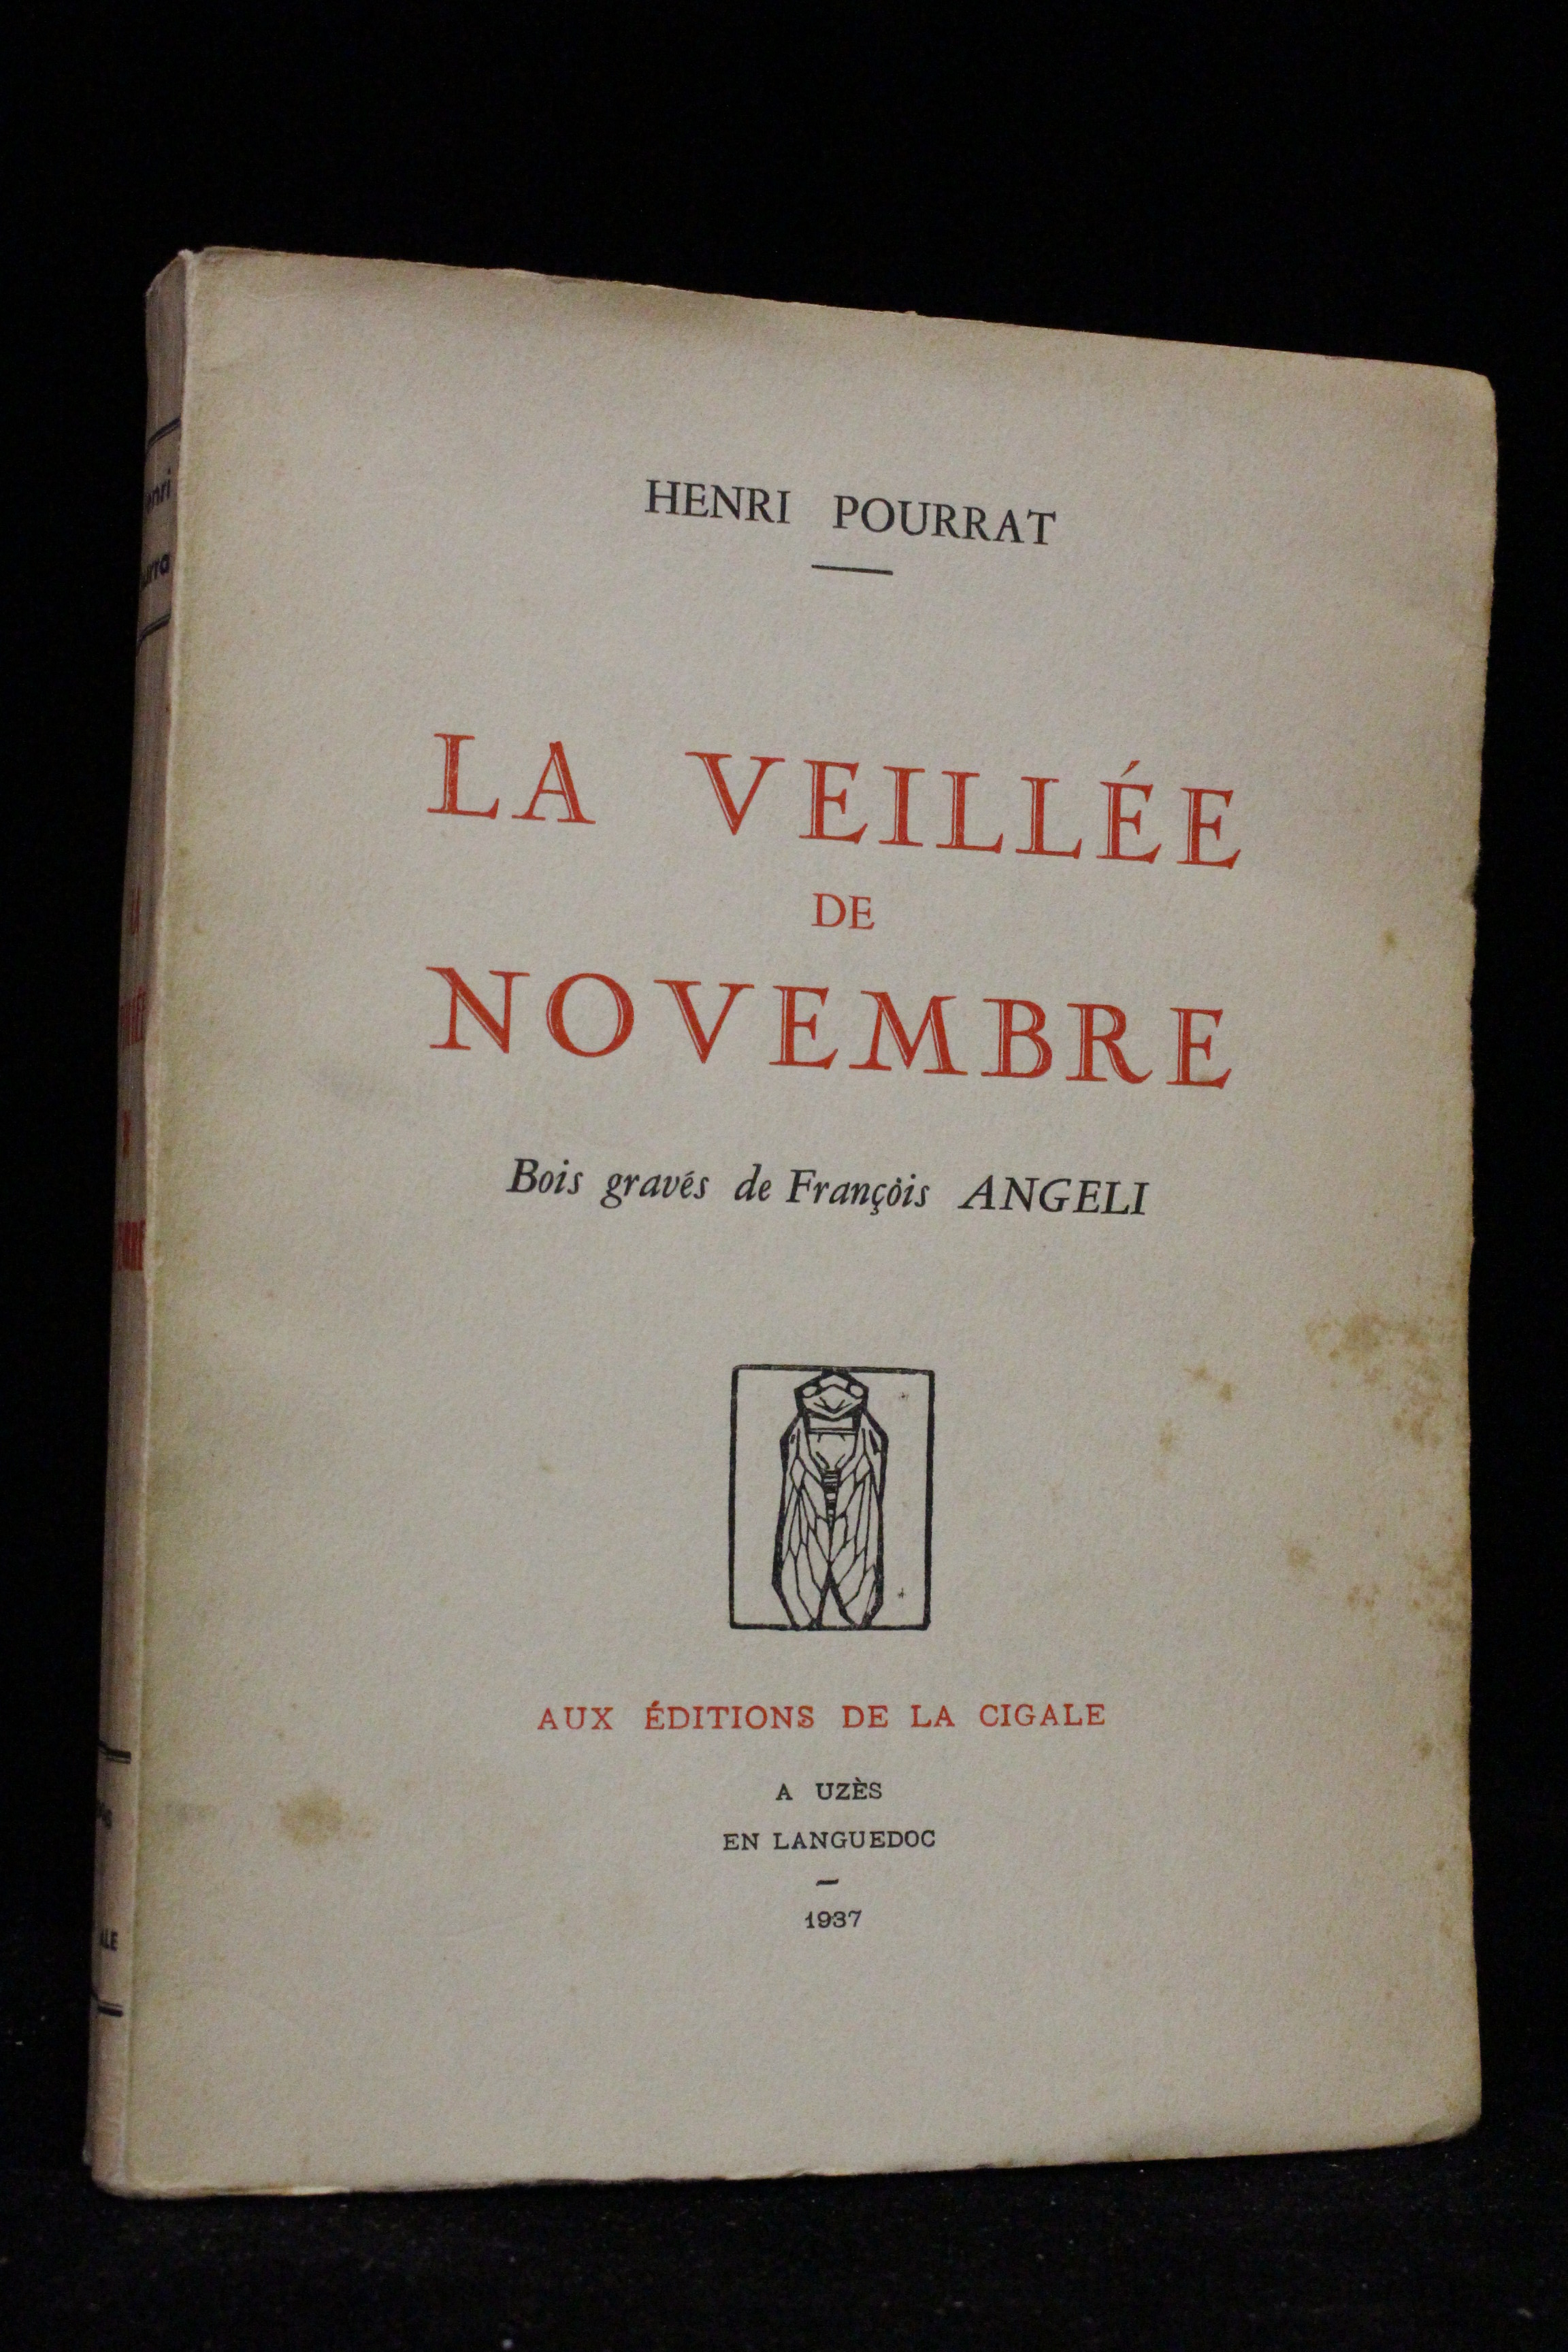 HENRI POURRAT
LA VEILLÉE
DE
NOVEMBRE
Bois gravés de Françöis ANGELI
AUX ÉDITIONS DE LA CIGALE
A UZÈS
EN LANGUEDOC
1937